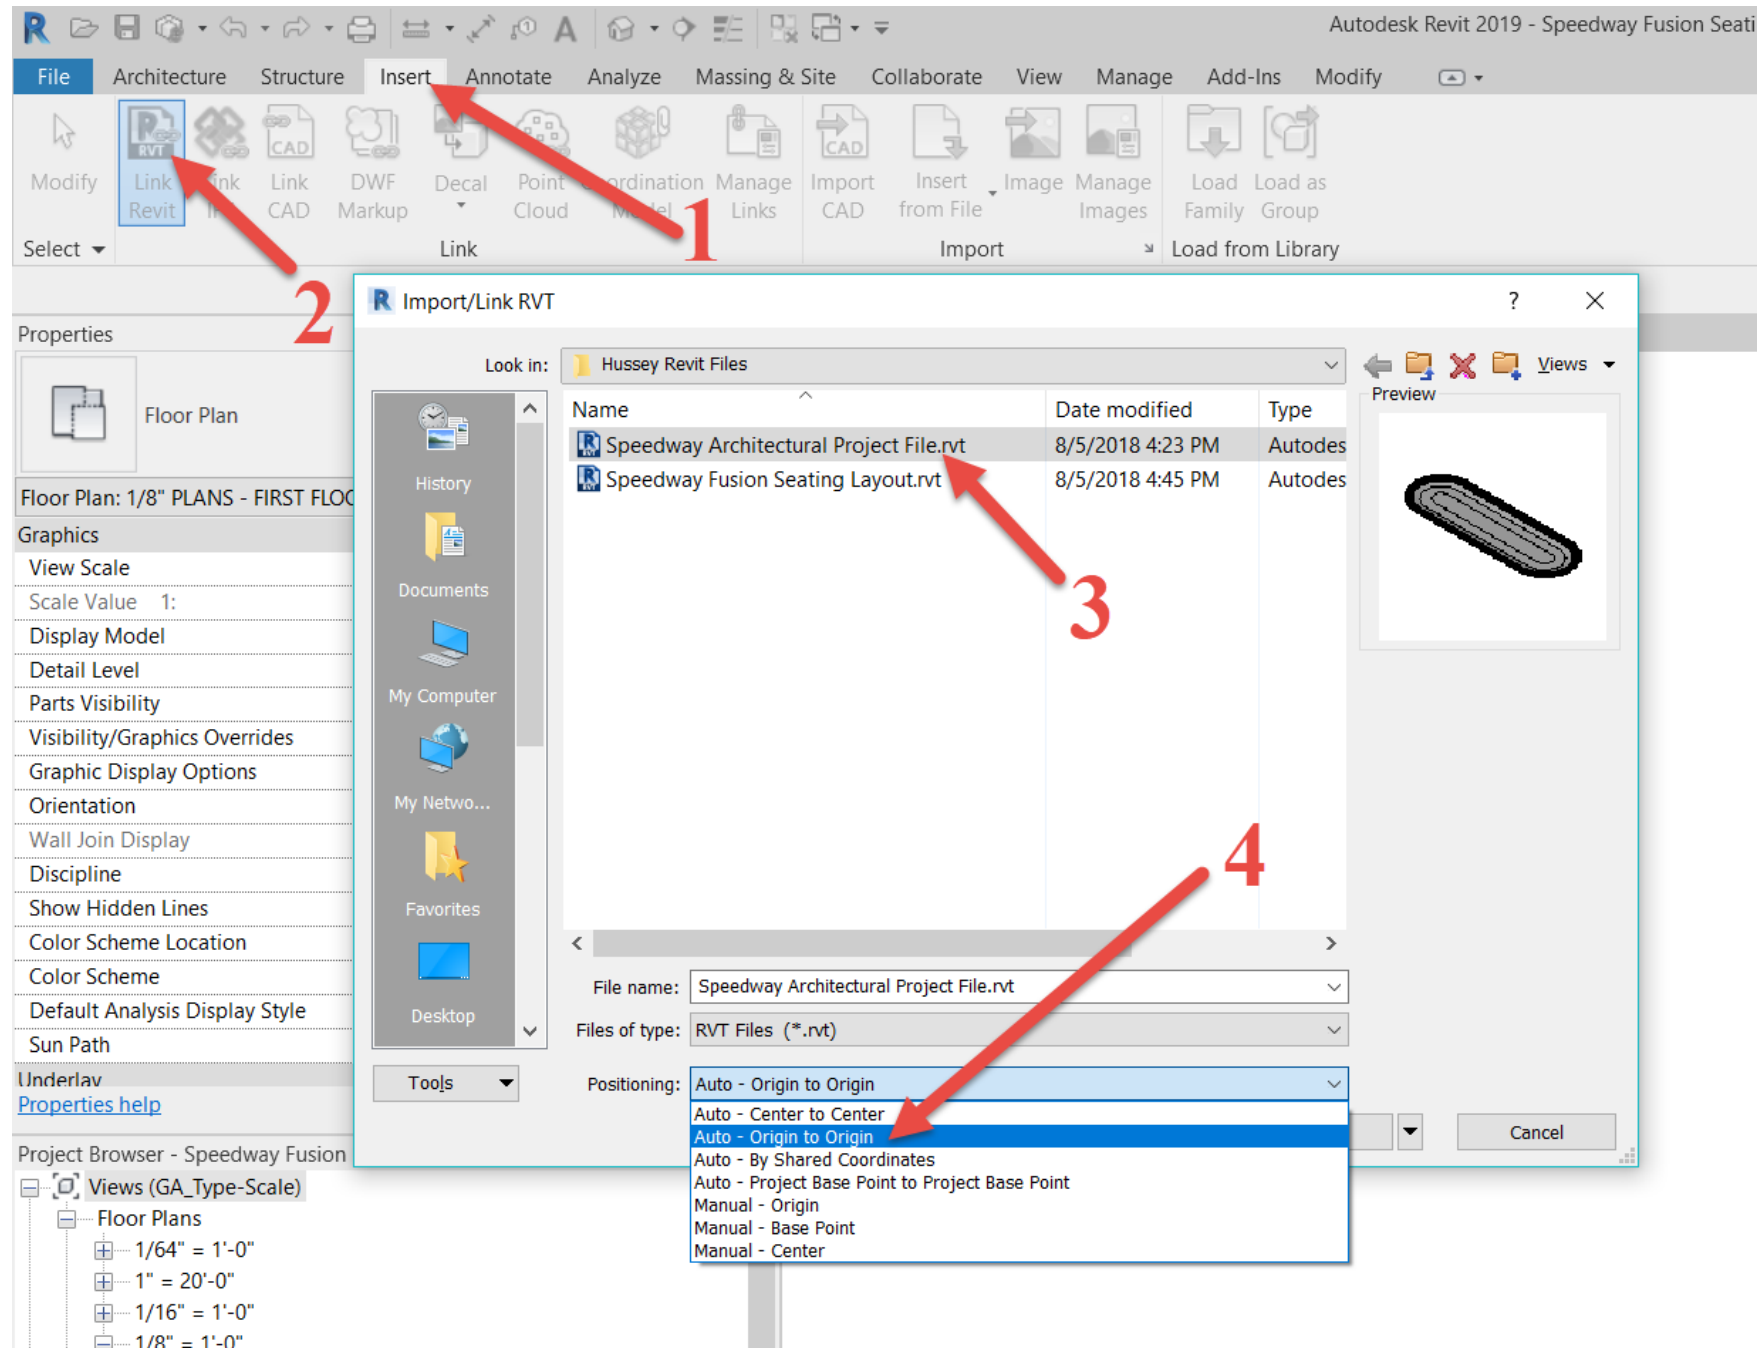 Autodesk Revit 2019 - Speedway Fusion Seati
File Architecture Structure Insert Annotate Analyze Massing & Site Collaborate View Manage Add-Ins Modify
Modify
Link Revit
Link
Link CAD
DWF Markup
Decal
Point Cloud
Coordination Model
Manage Links
Import CAD
Insert from File
Image
Manage Images
Load Family
Load as Group
Select
Link
Import
Load from Library
1
2
Import/Link RVT
?
Properties
Floor Plan
Floor Plan: 1/8" PLANS - FIRST FLOO
Graphics
View Scale
Scale Value 1:
Display Model
Detail Level
Parts Visibility
Visibility/Graphics Overrides
Graphic Display Options
Orientation
Wall Join Display
Discipline
Show Hidden Lines
Color Scheme Location
Color Scheme
Default Analysis Display Style
Sun Path
Underlay
Properties help
Look in: Hussey Revit Files
Views
History
Documents
My Computer
My Netwo...
Favorites
Desktop
Name Date modified Type
Speedway Architectural Project File.rvt 8/5/2018 4:23 PM Autodes
Speedway Fusion Seating Layout.rvt 8/5/2018 4:45 PM Autodes
Preview
3
4
File name: Speedway Architectural Project File.rvt
Files of type: RVT Files (*.rvt)
Tools
Positioning: Auto - Origin to Origin
Auto - Center to Center
Auto - Origin to Origin
Auto - By Shared Coordinates
Auto - Project Base Point to Project Base Point
Manual - Origin
Manual - Base Point
Manual - Center
Cancel
Project Browser - Speedway Fusion
Views (GA_Type-Scale)
Floor Plans
1/64" = 1'-0"
1" = 20'-0"
1/16" = 1'-0"
1/8" = 1'-0"